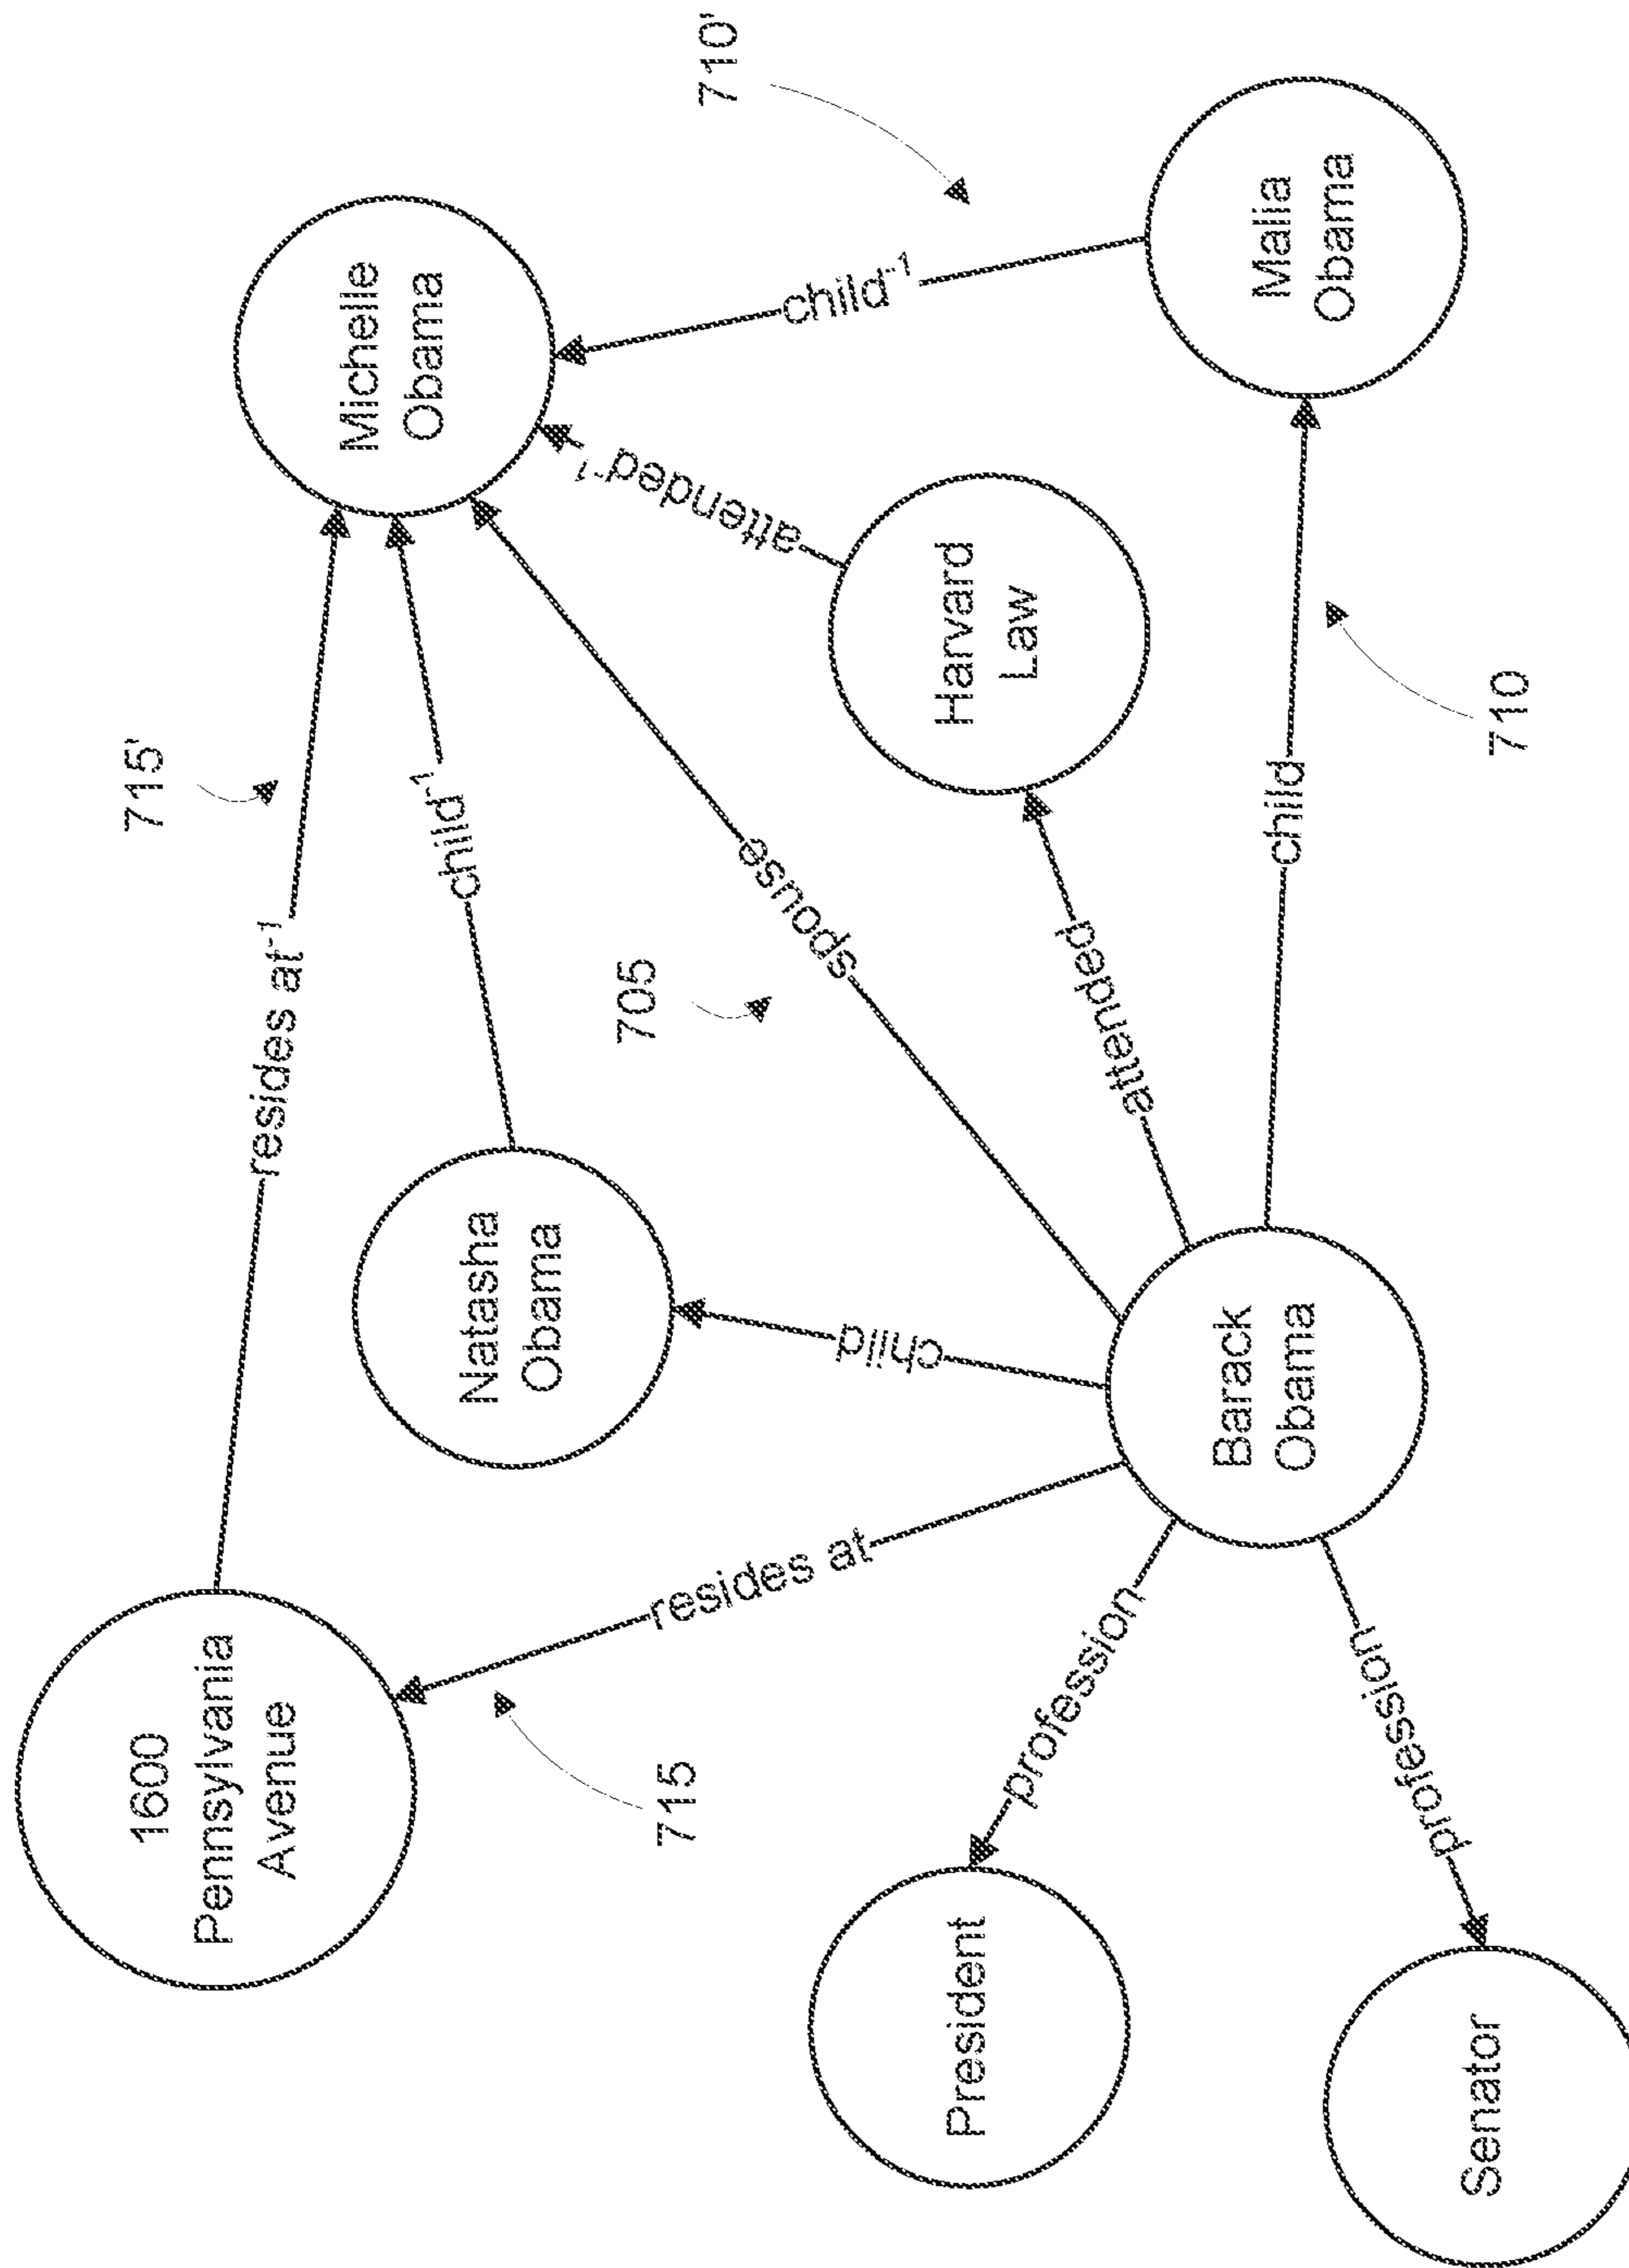 1600
Pennsylvania
Avenue
715'
resides at⁻¹
Michelle
Obama
child⁻¹
Natasha
Obama
705
715
resides at
attended⁻¹
710'
spouse
child⁻¹
child
President
profession
Harvard
Law
attended
Barack
Obama
Malia
Obama
child
profession
Senator
710